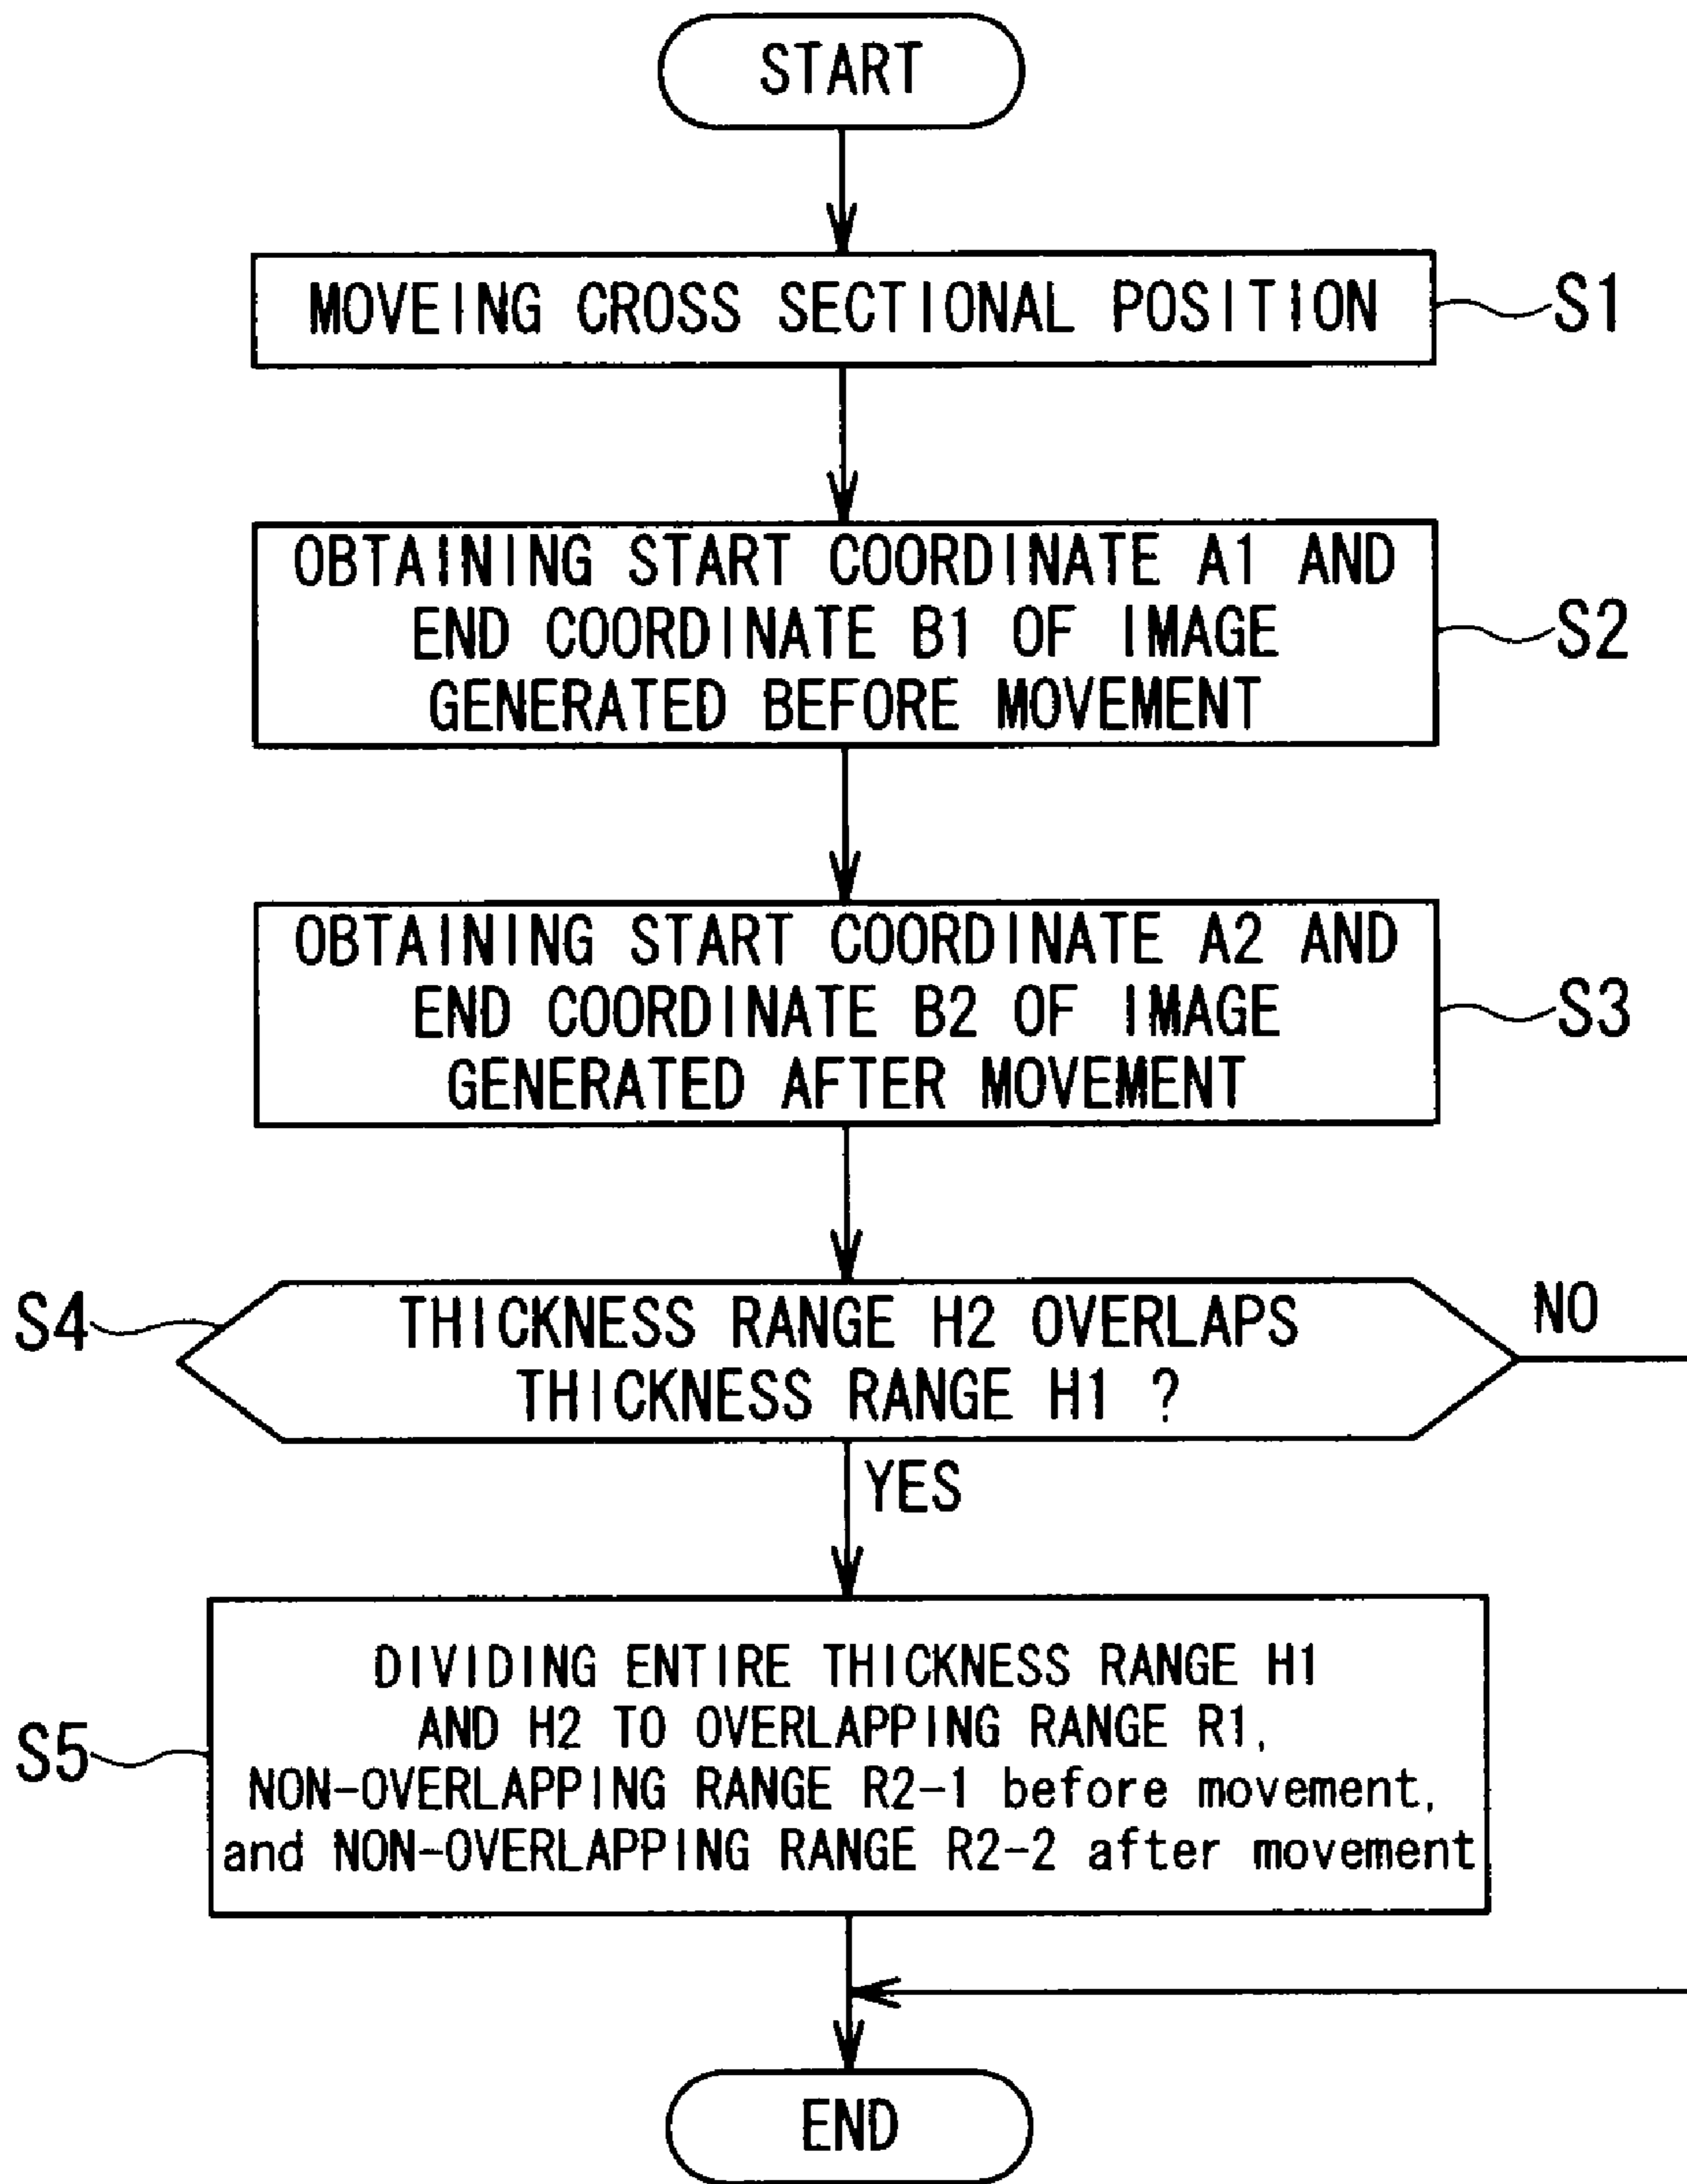 START
MOVEING CROSS SECTIONAL POSITION
S1
OBTAINING START COORDINATE A1 AND
END COORDINATE B1 OF IMAGE
GENERATED BEFORE MOVEMENT
S2
OBTAINING START COORDINATE A2 AND
END COORDINATE B2 OF IMAGE
GENERATED AFTER MOVEMENT
S3
S4
THICKNESS RANGE H2 OVERLAPS
THICKNESS RANGE H1 ?
NO
YES
S5
DIVIDING ENTIRE THICKNESS RANGE H1
AND H2 TO OVERLAPPING RANGE R1,
NON-OVERLAPPING RANGE R2-1 before movement,
and NON-OVERLAPPING RANGE R2-2 after movement
END